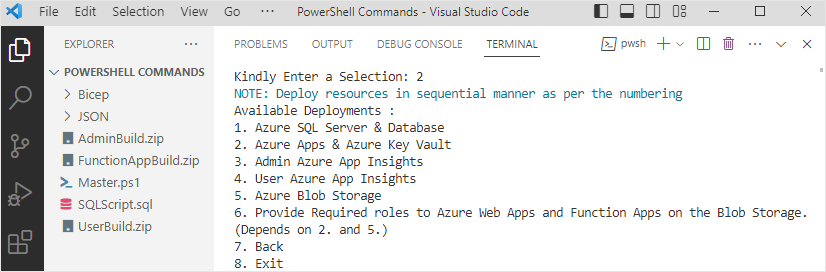 File Edit Selection View Go ··· PowerShell Commands - Visual Studio Code
EXPLORER ···
POWERSHELL COMMANDS
Bicep
JSON
AdminBuild.zip
FunctionAppBuild.zip
Master.ps1
SQLScript.sql
UserBuild.zip
PROBLEMS OUTPUT DEBUG CONSOLE TERMINAL pwsh
Kindly Enter a Selection: 2
NOTE: Deploy resources in sequential manner as per the numbering
Available Deployments :
1. Azure SQL Server & Database
2. Azure Apps & Azure Key Vault
3. Admin Azure App Insights
4. User Azure App Insights
5. Azure Blob Storage
6. Provide Required roles to Azure Web Apps and Function Apps on the Blob Storage.
(Depends on 2. and 5.)
7. Back
8. Exit